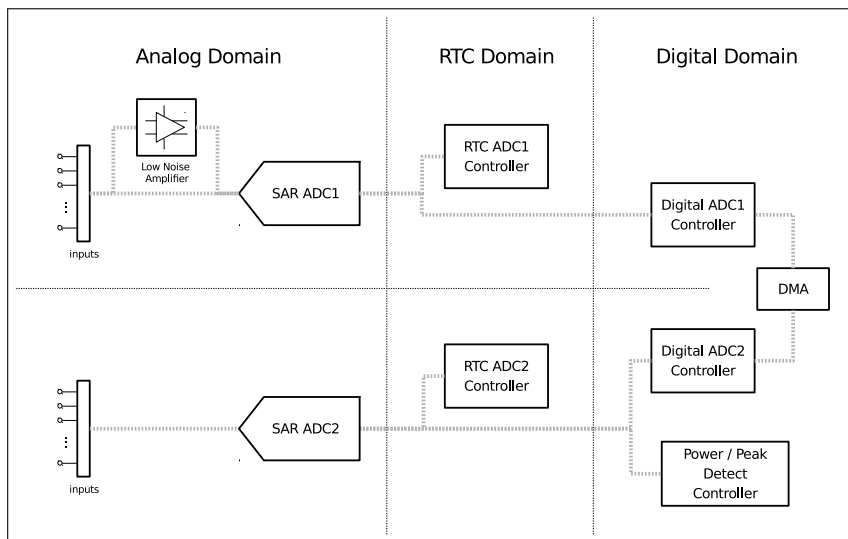 Analog Domain
RTC Domain
Digital Domain
Low Noise
Amplifier
inputs
SAR ADC1
RTC ADC1
Controller
Digital ADC1
Controller
DMA
inputs
SAR ADC2
RTC ADC2
Controller
Digital ADC2
Controller
Power / Peak
Detect
Controller